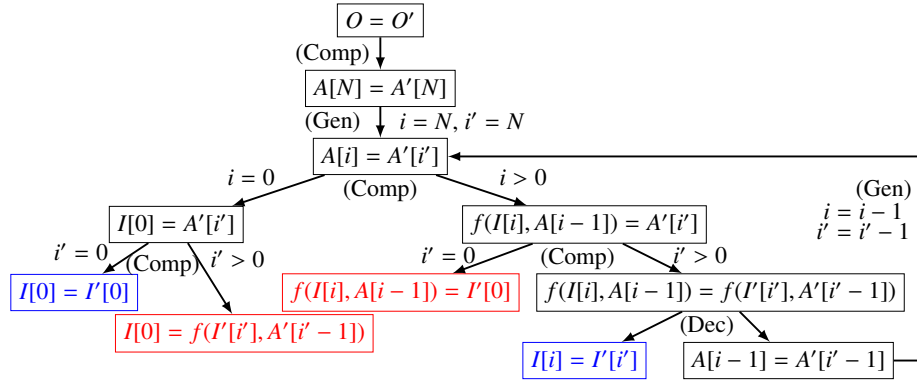 O = O'
(Comp)
A[N] = A'[N]
(Gen) i = N, i' = N
A[i] = A'[i']
i = 0 (Comp) i > 0
(Gen)
i = i − 1
i' = i' − 1
I[0] = A'[i'] f(I[i], A[i − 1]) = A'[i']
i' = 0 (Comp) i' > 0 i' = 0 (Comp) i' > 0
I[0] = I'[0] f(I[i], A[i − 1]) = I'[0] f(I[i], A[i − 1]) = f(I'[i'], A'[i' − 1])
I[0] = f(I'[i'], A'[i' − 1]) (Dec)
I[i] = I'[i'] A[i − 1] = A'[i' − 1]